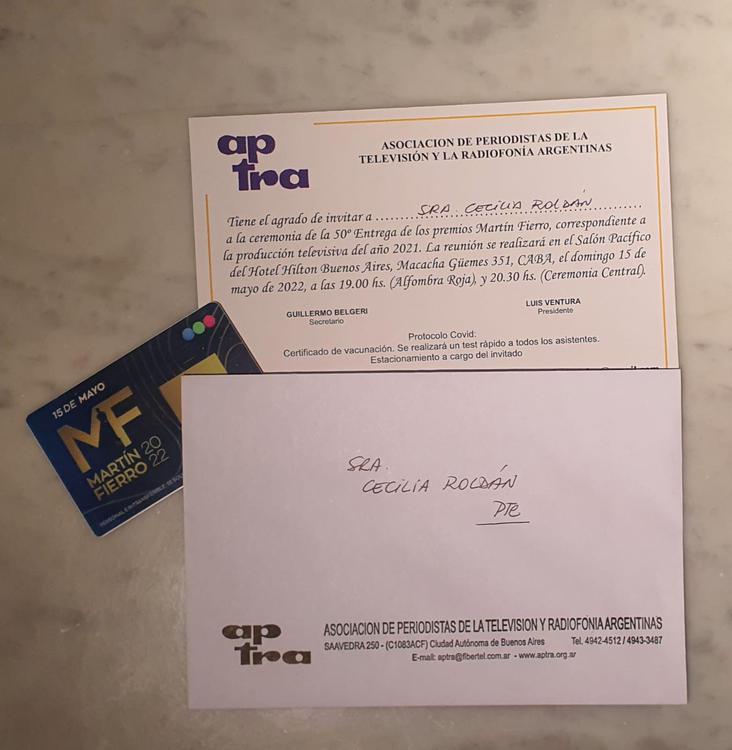 ap
tra
ASOCIACION DE PERIODISTAS DE LA
TELEVISIÓN Y LA RADIOFONÍA ARGENTINAS
Tiene el agrado de invitar a SRA. CECILIA ROLDÁN
a la ceremonia de la 50º Entrega de los premios Martín Fierro, correspondiente a
la producción televisiva del año 2021. La reunión se realizará en el Salón Pacífico
del Hotel Hilton Buenos Aires, Macacha Güemes 351, CABA, el domingo 15 de
mayo de 2022, a las 19.00 hs. (Alfombra Roja), y 20.30 hs. (Ceremonia Central).
GUILLERMO BELGERI
Secretario
LUIS VENTURA
Presidente
Protocolo Covid:
Certificado de vacunación. Se realizará un test rápido a todos los asistentes.
Estacionamiento a cargo del invitado
15 DE MAYO
MF
MARTÍN 20
FIERRO 22
PERSONAL E INTRANSFERIBLE
SRA.
CECILIA ROLDÁN
PTE
ap
tra
ASOCIACION DE PERIODISTAS DE LA TELEVISION Y RADIOFONIA ARGENTINAS
SAAVEDRA 250 - (C1083ACF) Ciudad Autónoma de Buenos Aires Tel. 4942-4512 / 4943-3487
E-mail: aptra@fibertel.com.ar - www.aptra.org.ar